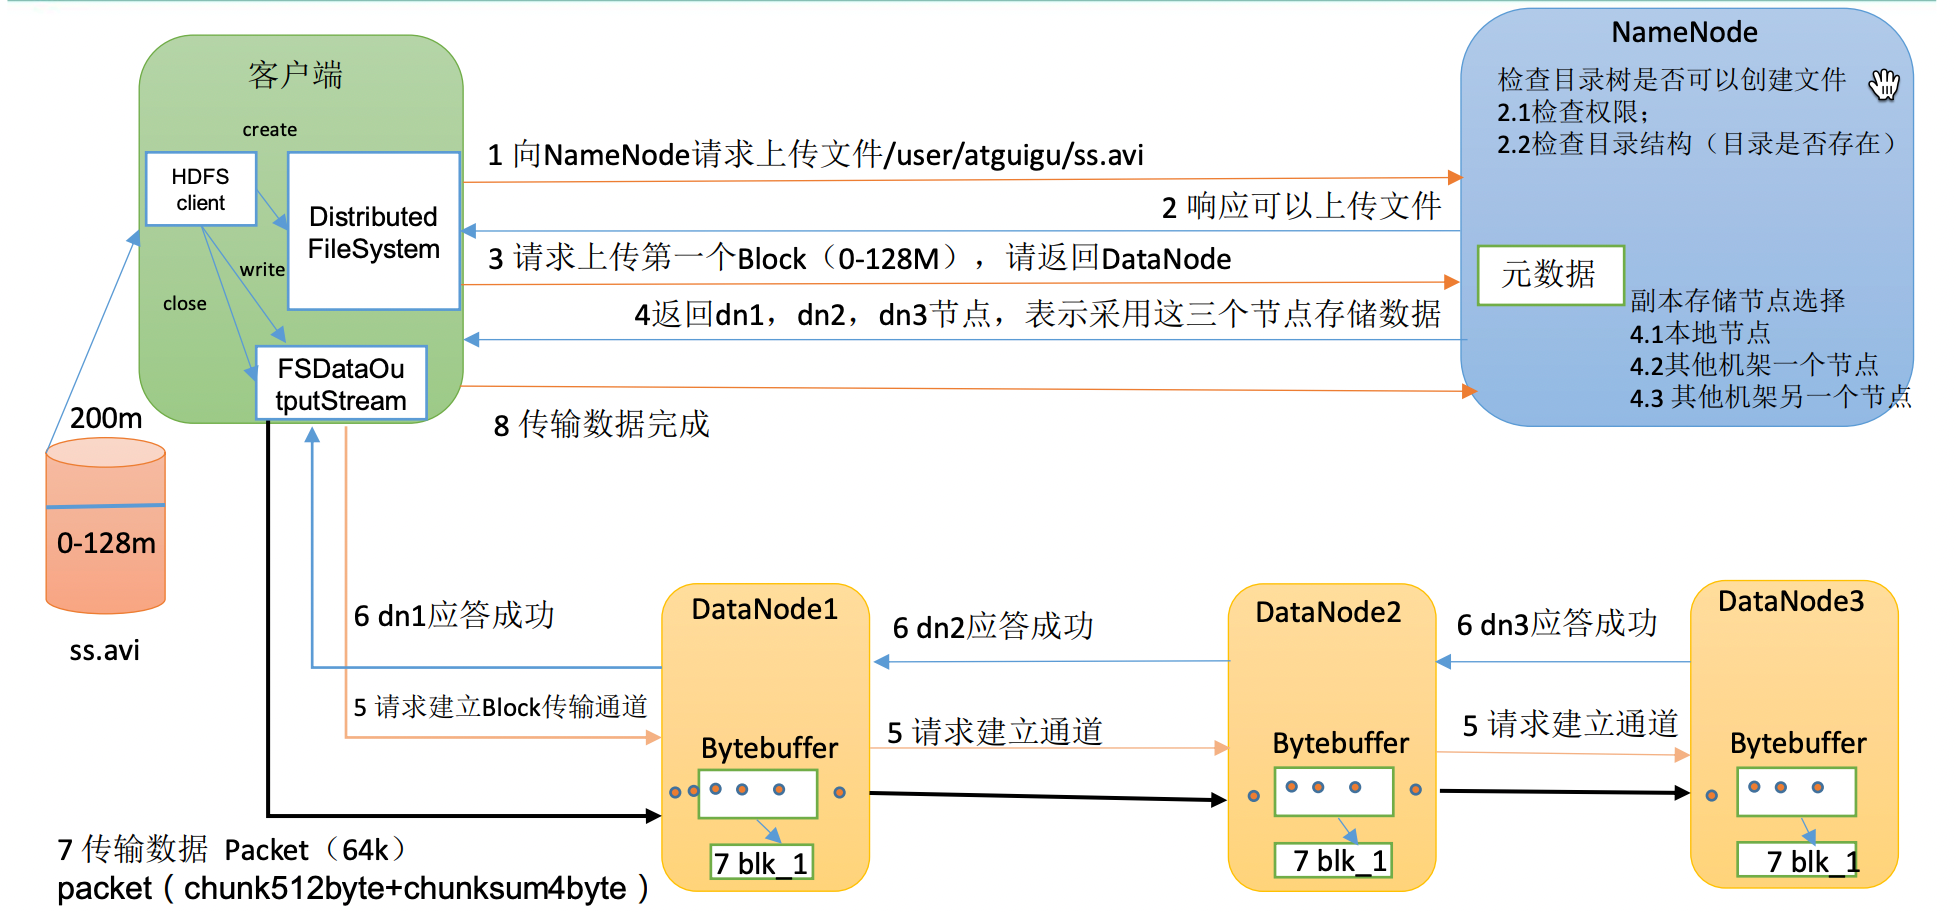 NameNode
检查目录树是否可以创建文件
2.1检查权限；
2.2检查目录结构（目录是否存在）
客户端
create
HDFS
client
Distributed
FileSystem
write
close
FSDataOu
tputStream
1 向NameNode请求上传文件/user/atguigu/ss.avi
2 响应可以上传文件
3 请求上传第一个Block（0-128M），请返回DataNode
4返回dn1，dn2，dn3节点，表示采用这三个节点存储数据
8 传输数据完成
元数据
副本存储节点选择
4.1本地节点
4.2其他机架一个节点
4.3 其他机架另一个节点
200m
0-128m
ss.avi
6 dn1应答成功
5 请求建立Block传输通道
DataNode1
6 dn2应答成功
DataNode2
6 dn3应答成功
DataNode3
Bytebuffer
5 请求建立通道
Bytebuffer
5 请求建立通道
Bytebuffer
7 blk_1
7 blk_1
7 blk_1
7 传输数据 Packet（64k）
packet（chunk512byte+chunksum4byte）